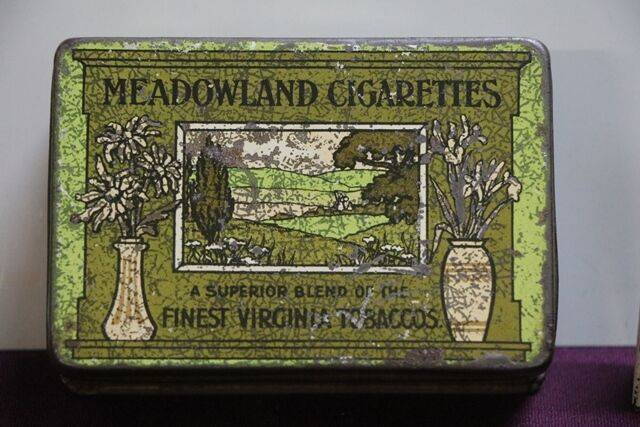 MEADOWLAND CIGARETTES
A SUPERIOR BLEND OF THE
FINEST VIRGINIA TOBACCOS.